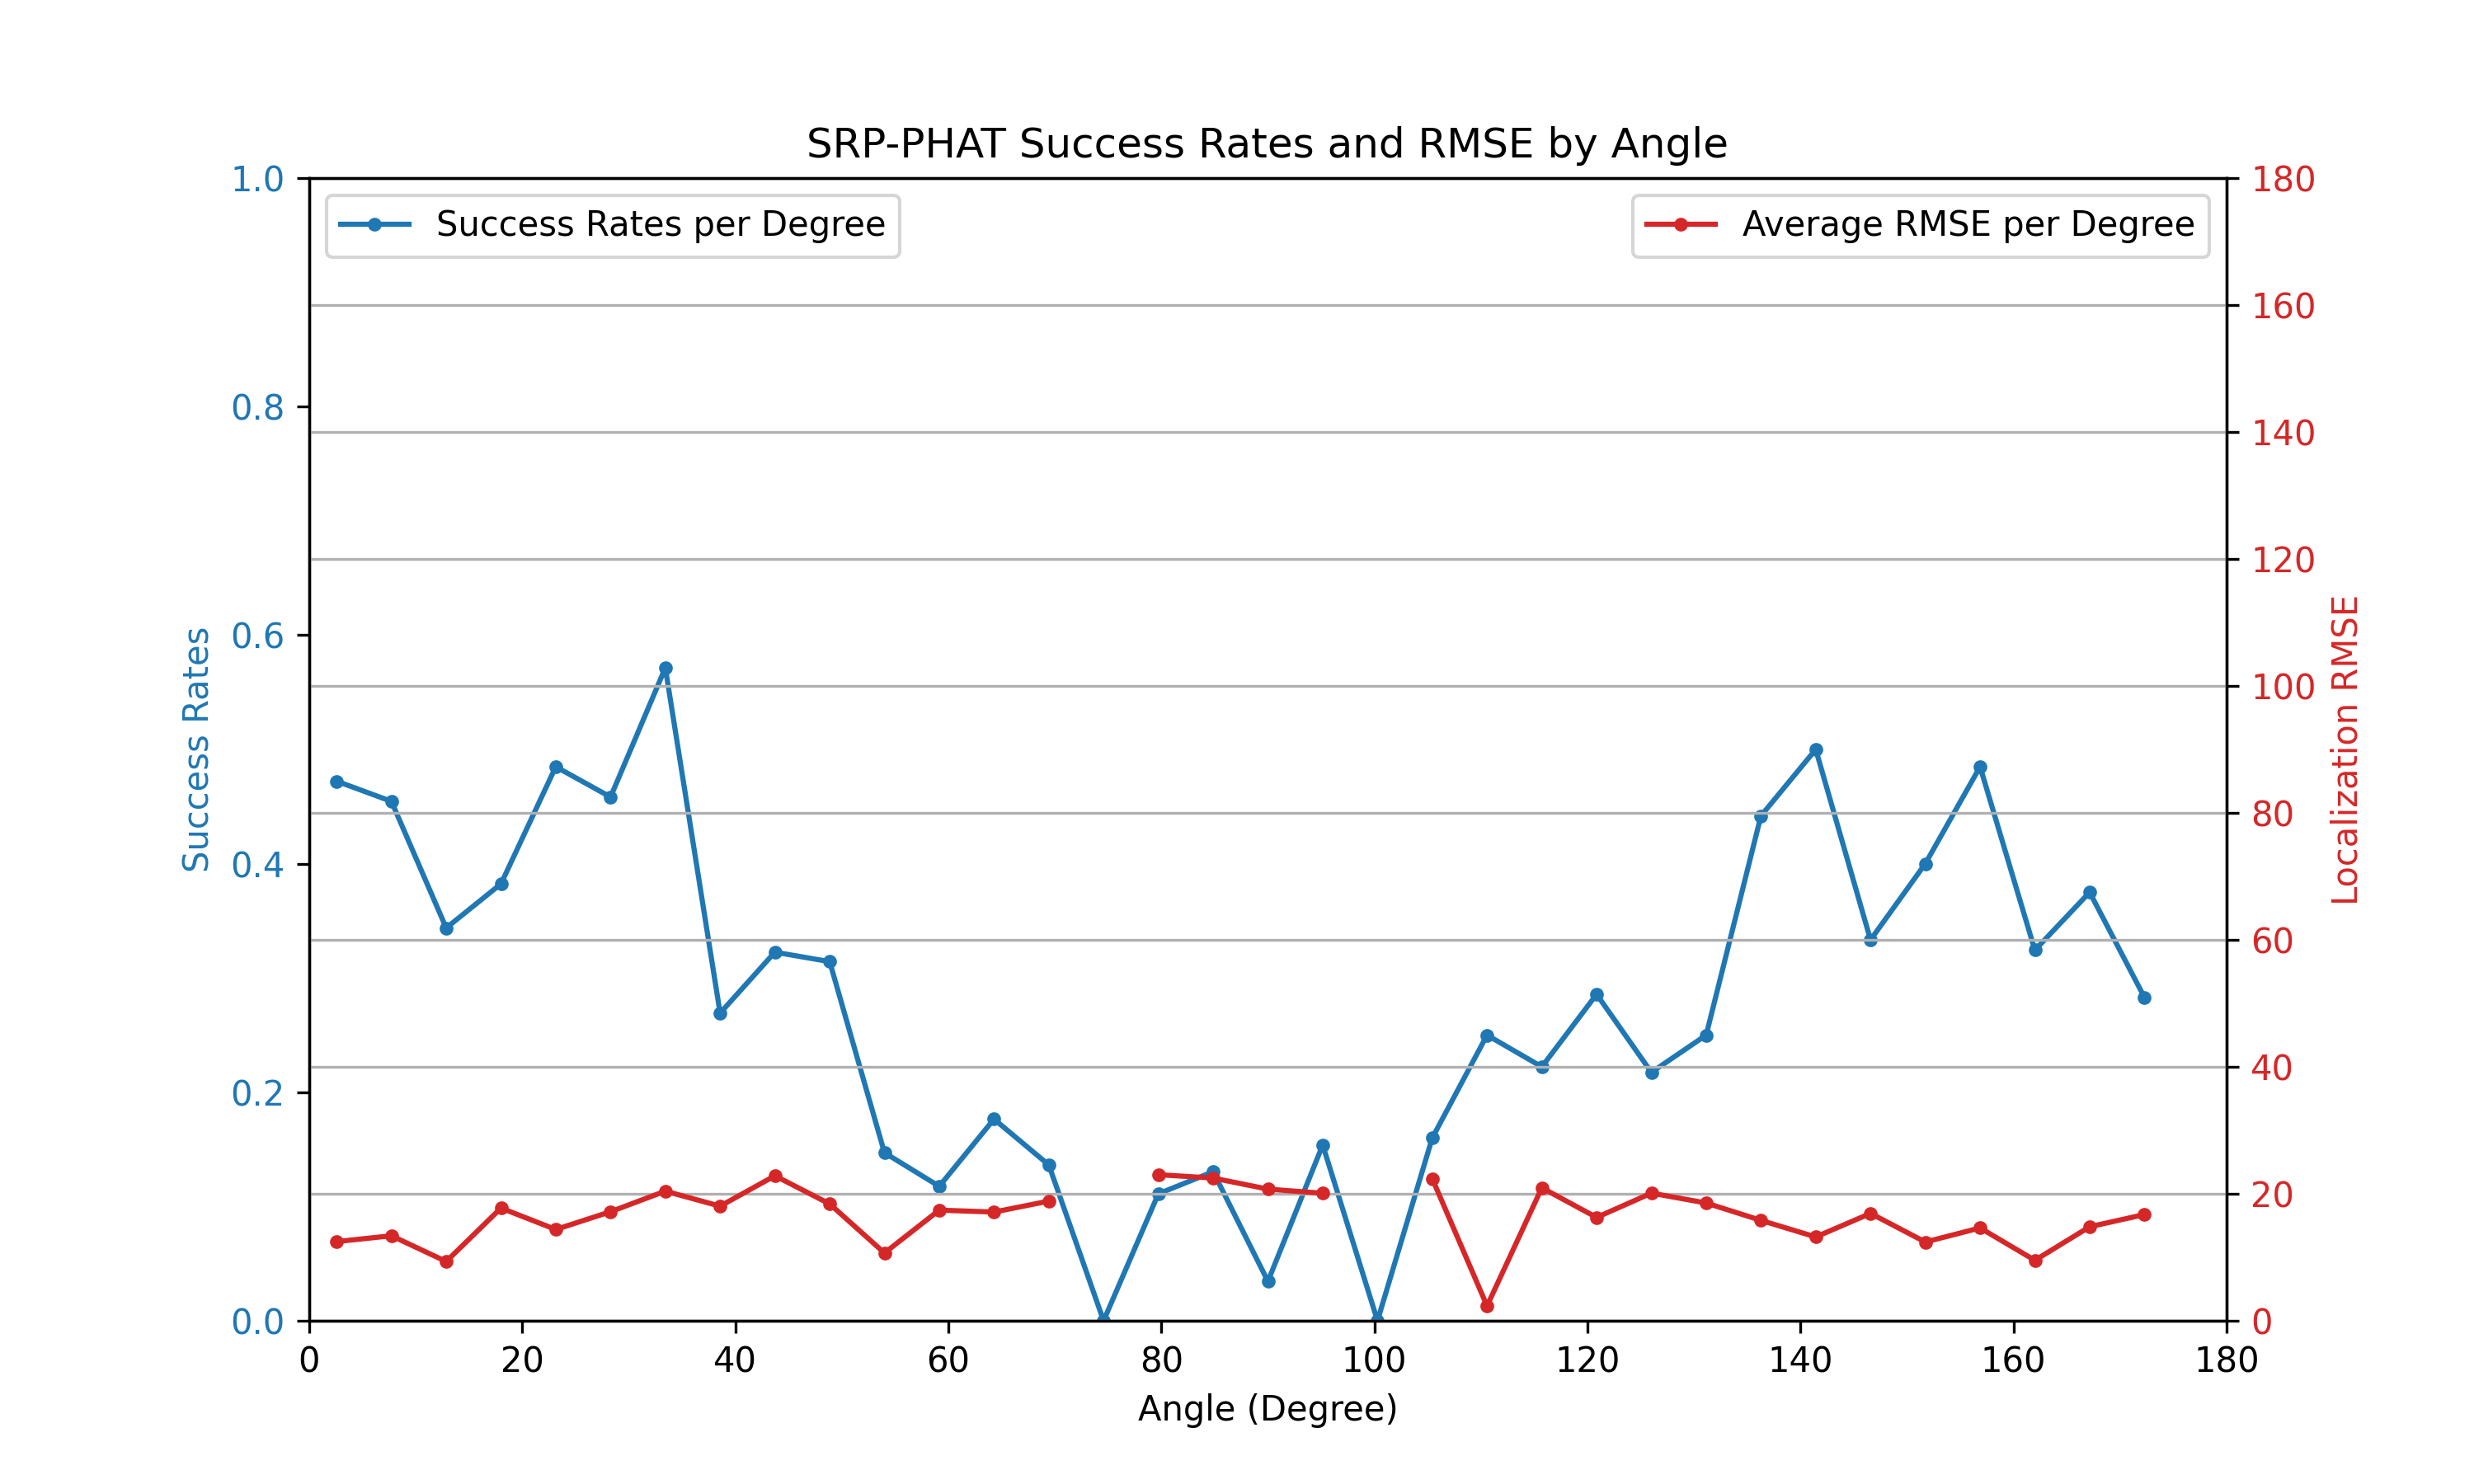 SRP-PHAT Success Rates and RMSE by Angle
Success Rates per Degree
Average RMSE per Degree
1.0
0.8
0.6
0.4
0.2
0.0
Success Rates
180
160
140
120
100
80
60
40
20
0
Localization RMSE
0 20 40 60 80 100 120 140 160 180
Angle (Degree)